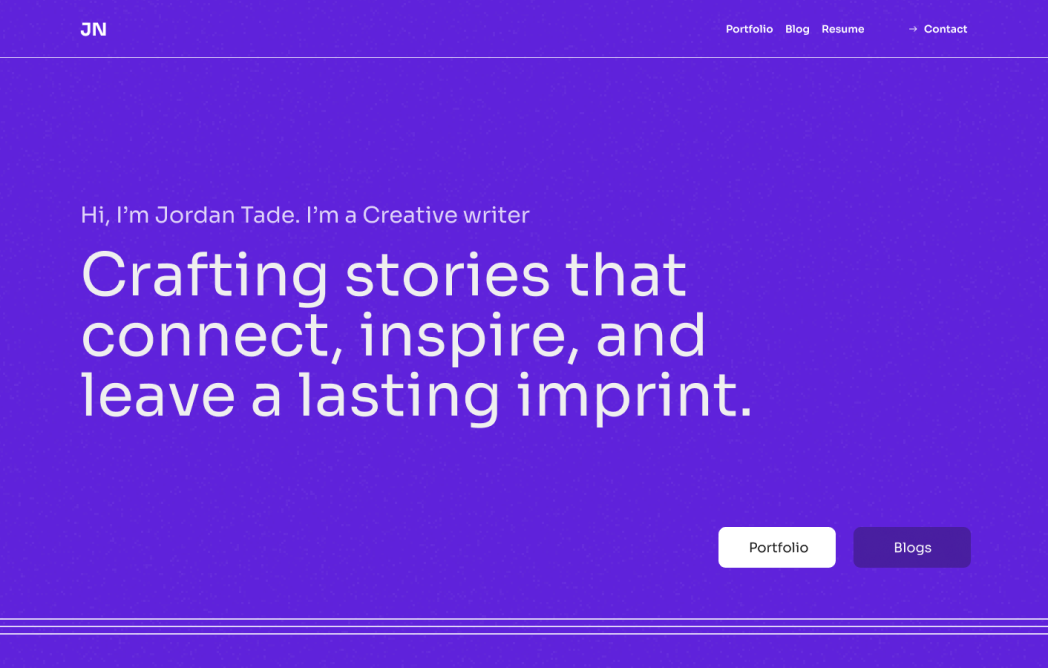 JN
Portfolio Blog Resume → Contact
Hi, I’m Jordan Tade. I’m a Creative writer
Crafting stories that
connect, inspire, and
leave a lasting imprint.
Portfolio Blogs